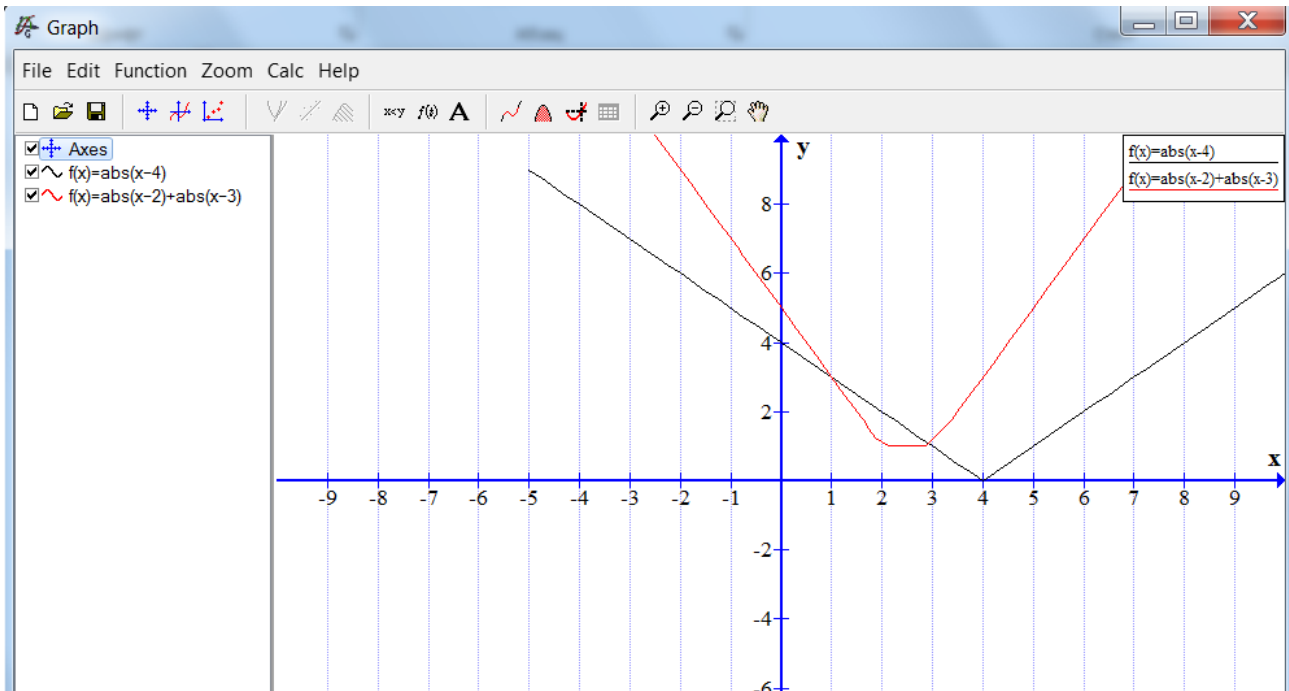 Graph
File Edit Function Zoom Calc Help
x<y f(t) A
Axes
f(x)=abs(x-4)
f(x)=abs(x-2)+abs(x-3)
y
f(x)=abs(x-4)
f(x)=abs(x-2)+abs(x-3)
8
6
4
2
x
-9 -8 -7 -6 -5 -4 -3 -2 -1 1 2 3 4 5 6 7 8 9
-2
-4
-6